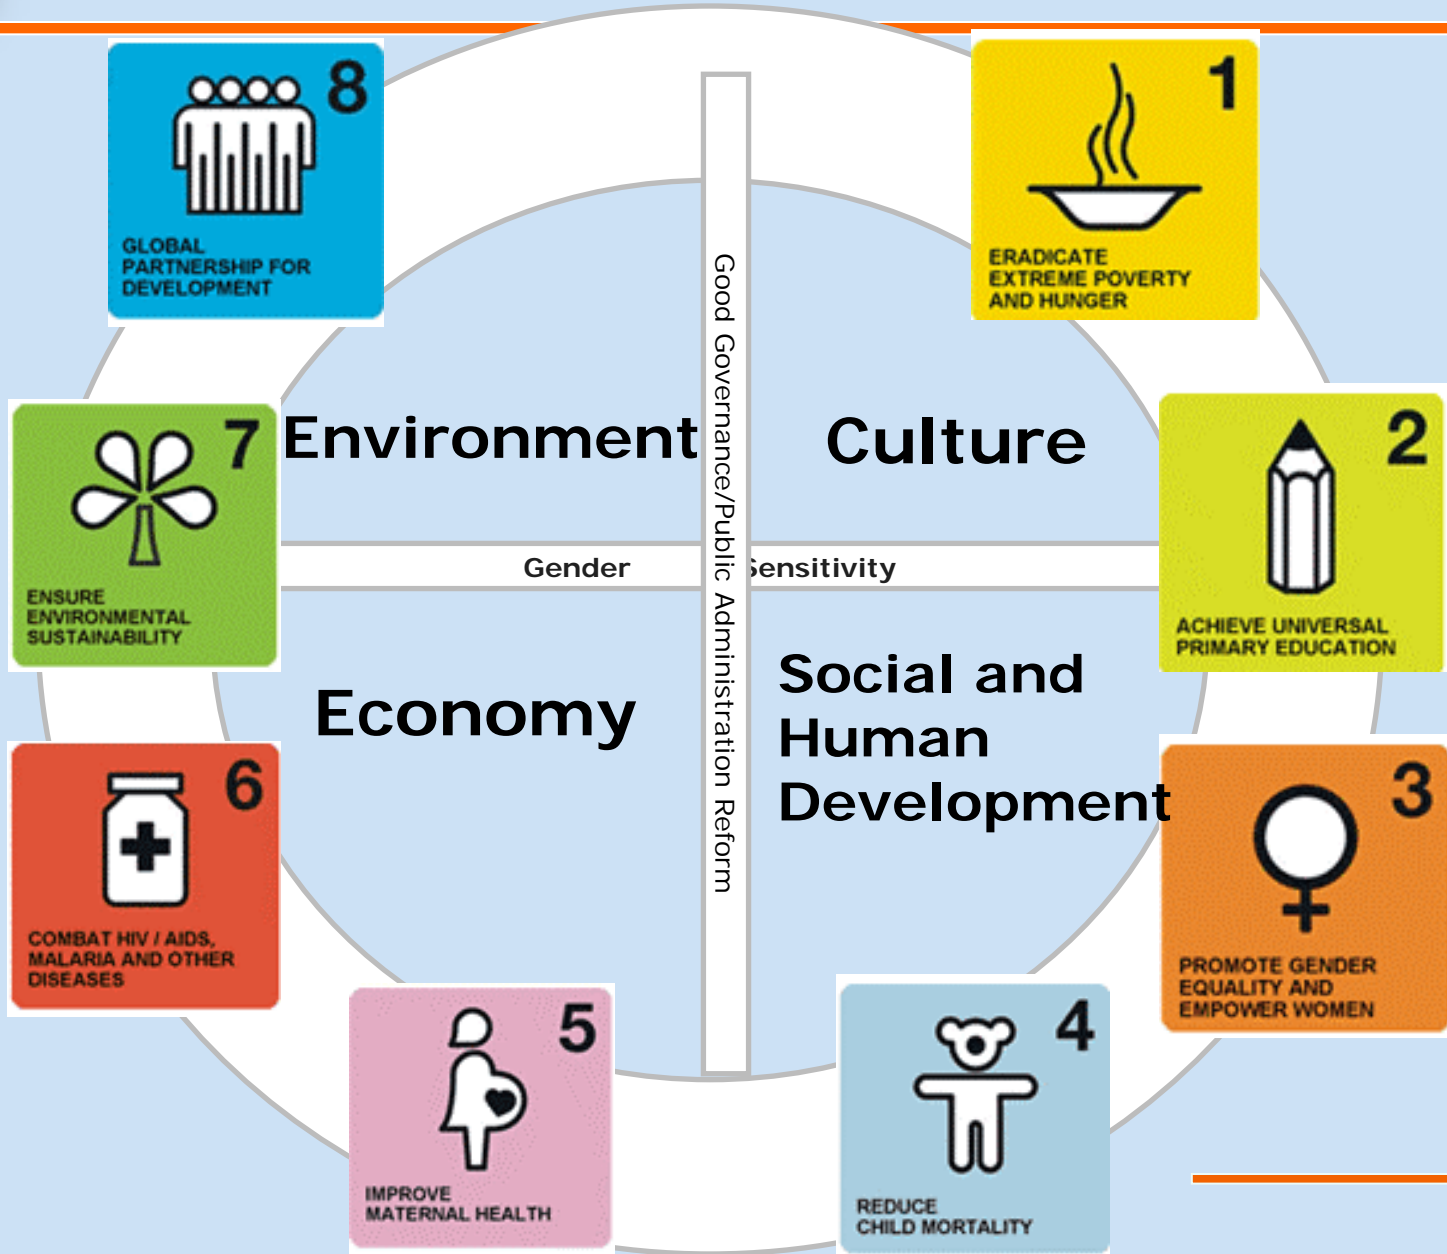 8
GLOBAL
PARTNERSHIP FOR
DEVELOPMENT
1
ERADICATE
EXTREME POVERTY
AND HUNGER
7
ENSURE
ENVIRONMENTAL
SUSTAINABILITY
Environment
Culture
2
ACHIEVE UNIVERSAL
PRIMARY EDUCATION
Good Governance/Public Administration Reform
Gender Sensitivity
Economy
Social and
Human
Development
6
COMBAT HIV / AIDS,
MALARIA AND OTHER
DISEASES
3
PROMOTE GENDER
EQUALITY AND
EMPOWER WOMEN
5
IMPROVE
MATERNAL HEALTH
4
REDUCE
CHILD MORTALITY